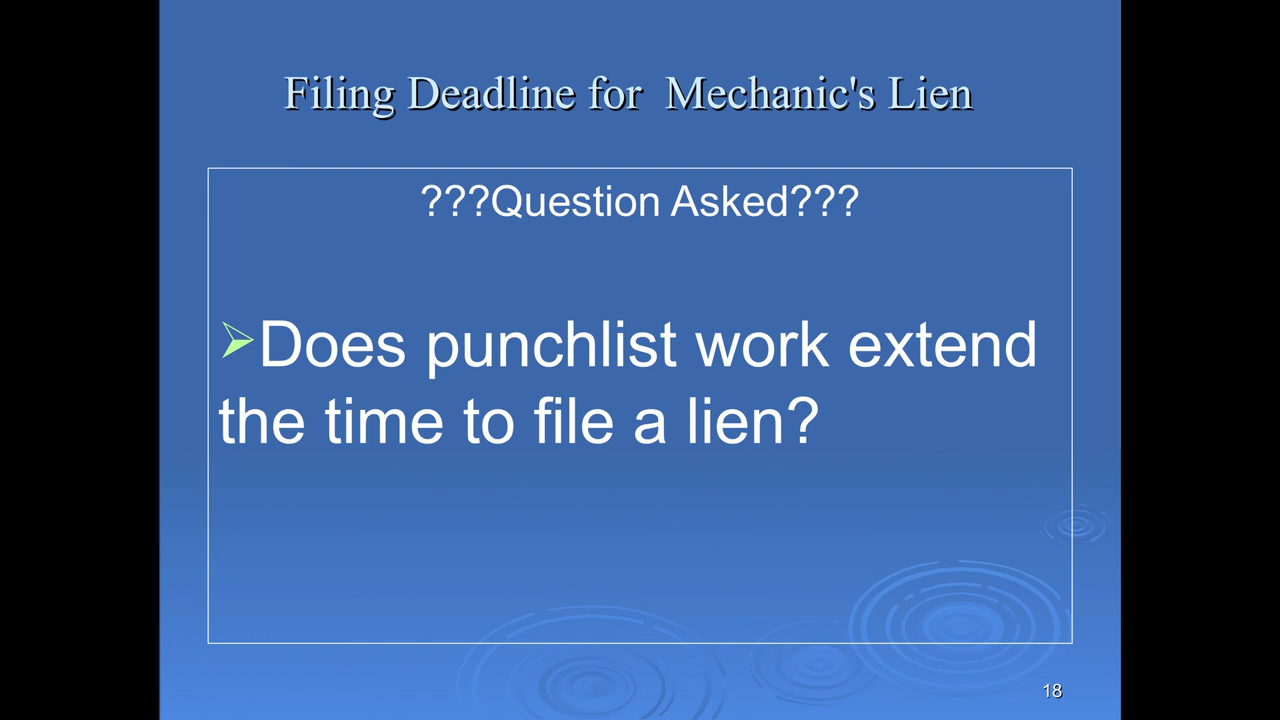 Filing Deadline for  Mechanic's Lien
???Question Asked???
Does punchlist work extend
the time to file a lien?
18